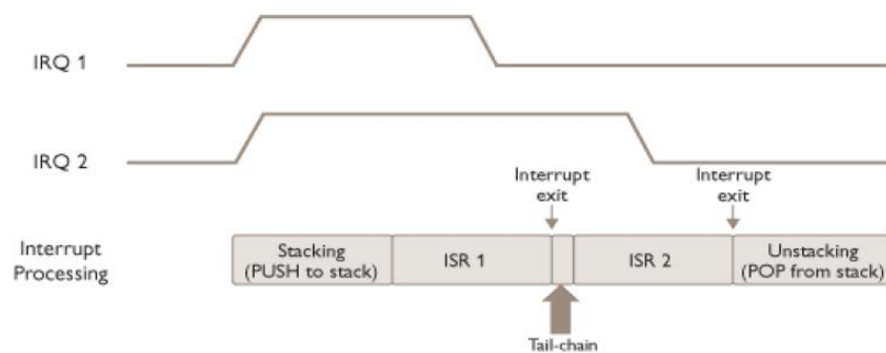 IRQ 1
IRQ 2
Interrupt
exit
Interrupt
exit
Interrupt
Processing
Stacking
(PUSH to stack)
ISR 1
ISR 2
Unstacking
(POP from stack)
Tail-chain